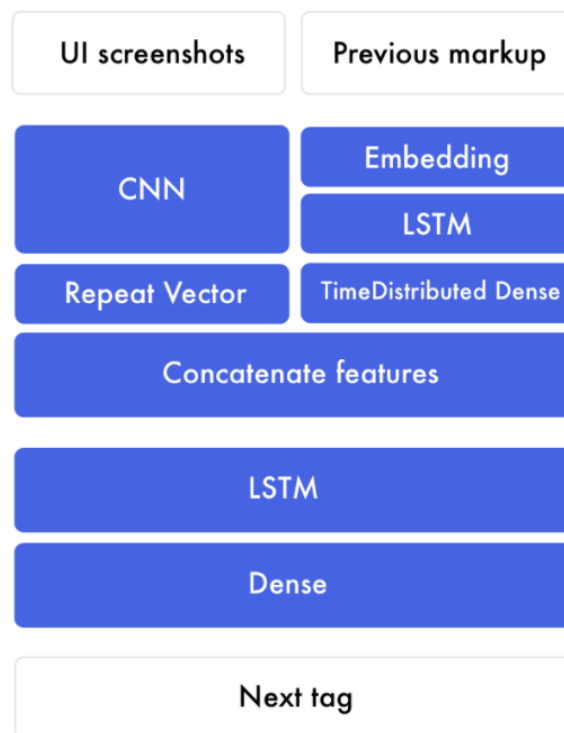 UI screenshots
Previous markup
CNN
Embedding
LSTM
Repeat Vector
TimeDistributed Dense
Concatenate features
LSTM
Dense
Next tag